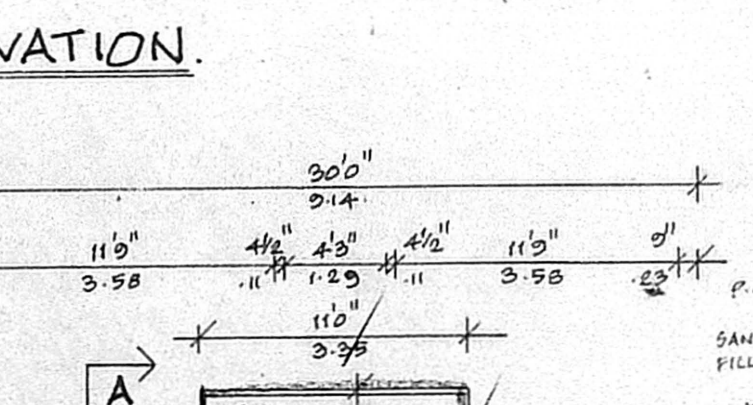 VATION.
30'0"
9.14
11'9" 4½" 4'3" 4½" 11'9" 9"
3.58 .11 1.29 .11 3.58 .23
11'0"
3.35
P.
SAN
FILL
A